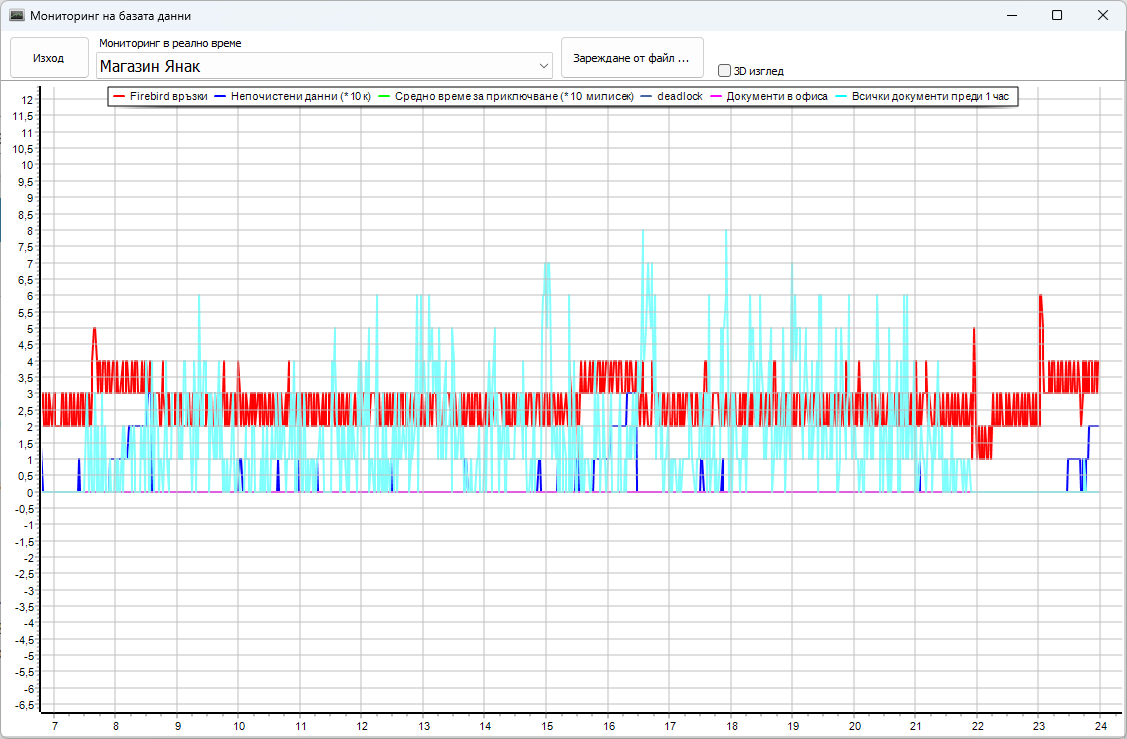 Мониторинг на базата данни
Изход
Мониторинг в реално време
Магазин Янак
Зареждане от файл ...
3D изглед
Firebird връзки
Непочистени данни (*10к)
Средно време за приключване (*10 милисек)
deadlock
Документи в офиса
Всички документи преди 1 час
12
11,5
11
10,5
10
9,5
9
8,5
8
7,5
7
6,5
6
5,5
5
4,5
4
3,5
3
2,5
2
1,5
1
0,5
0
-0,5
-1
-1,5
-2
-2,5
-3
-3,5
-4
-4,5
-5
-5,5
-6
-6,5
7 8 9 10 11 12 13 14 15 16 17 18 19 20 21 22 23 24